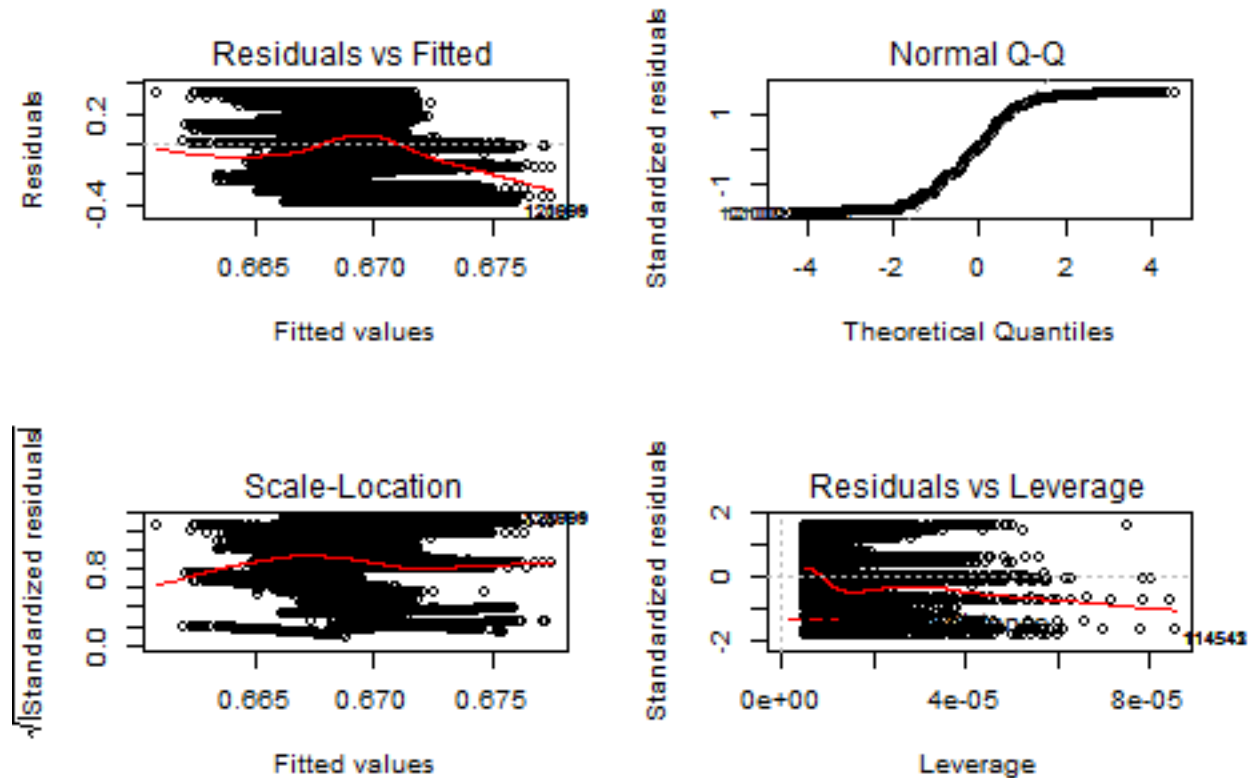 Residuals vs Fitted
Residuals
0.2
-0.4
0.665 0.670 0.675
Fitted values
Normal Q-Q
Standardized residuals
1
-1
-4 -2 0 2 4
Theoretical Quantiles
Scale-Location
√|Standardized residuals|
0.8
0.0
0.665 0.670 0.675
Fitted values
Residuals vs Leverage
Standardized residuals
2
0
-2
114543
0e+00 4e-05 8e-05
Leverage